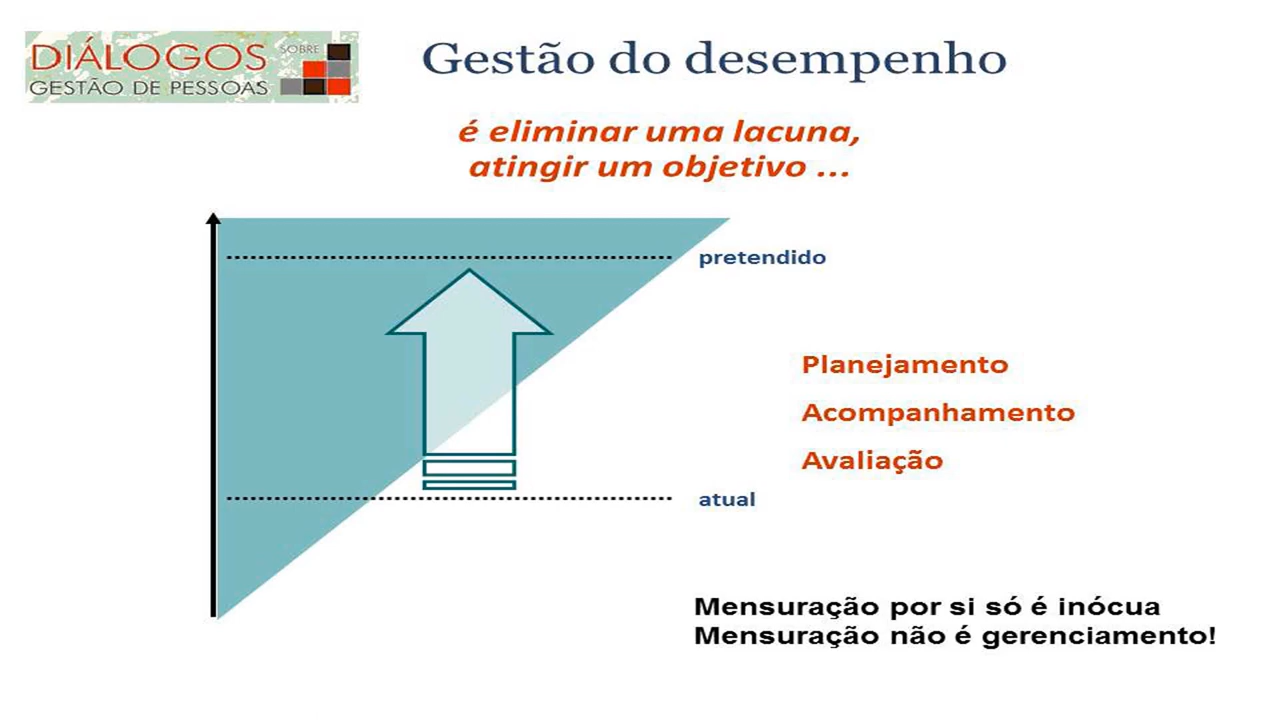 DIÁLOGOS SOBRE
GESTÃO DE PESSOAS
Gestão do desempenho
é eliminar uma lacuna,
atingir um objetivo ...
pretendido
Planejamento
Acompanhamento
Avaliação
atual
Mensuração por si só é inócua
Mensuração não é gerenciamento!